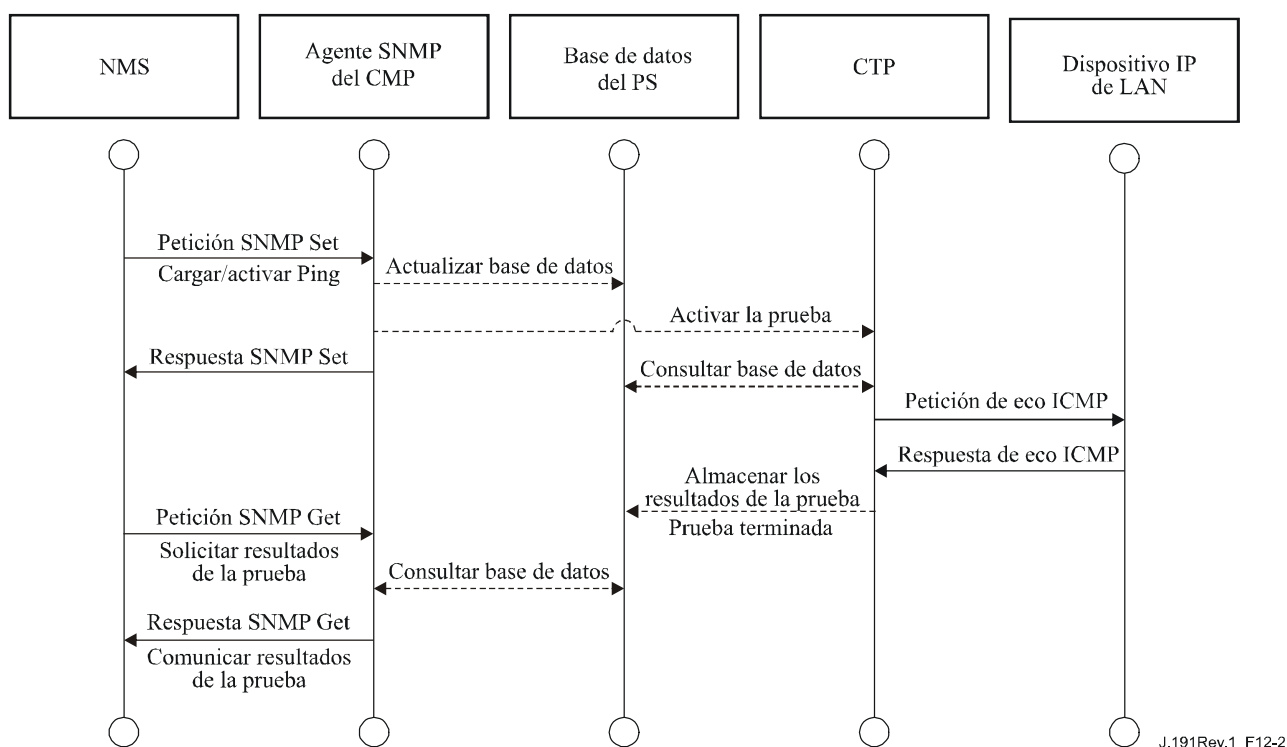 NMS
Agente SNMP
del CMP
Base de datos
del PS
CTP
Dispositivo IP
de LAN
Petición SNMP Set
Cargar/activar Ping
Actualizar base de datos
Activar la prueba
Respuesta SNMP Set
Consultar base de datos
Petición de eco ICMP
Respuesta de eco ICMP
Almacenar los
resultados de la prueba
Prueba terminada
Petición SNMP Get
Solicitar resultados
de la prueba
Consultar base de datos
Respuesta SNMP Get
Comunicar resultados
de la prueba
J.191Rev.1_F12-2